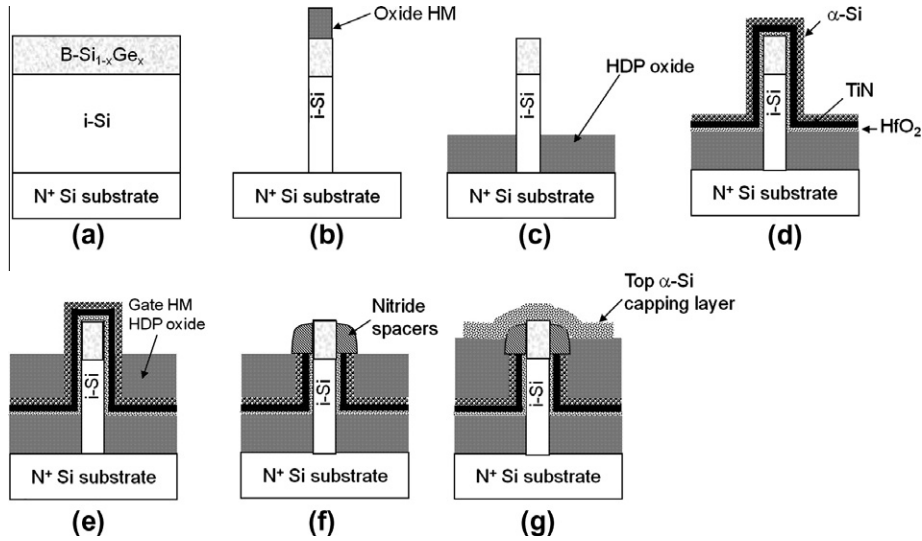 B-Si1-xGex
i-Si
N+ Si substrate
(a)
Oxide HM
i-Si
N+ Si substrate
(b)
HDP oxide
i-Si
N+ Si substrate
(c)
α-Si
TiN
HfO2
i-Si
N+ Si substrate
(d)
Gate HM
HDP oxide
i-Si
N+ Si substrate
(e)
Nitride
spacers
i-Si
N+ Si substrate
(f)
Top α-Si
capping layer
i-Si
N+ Si substrate
(g)